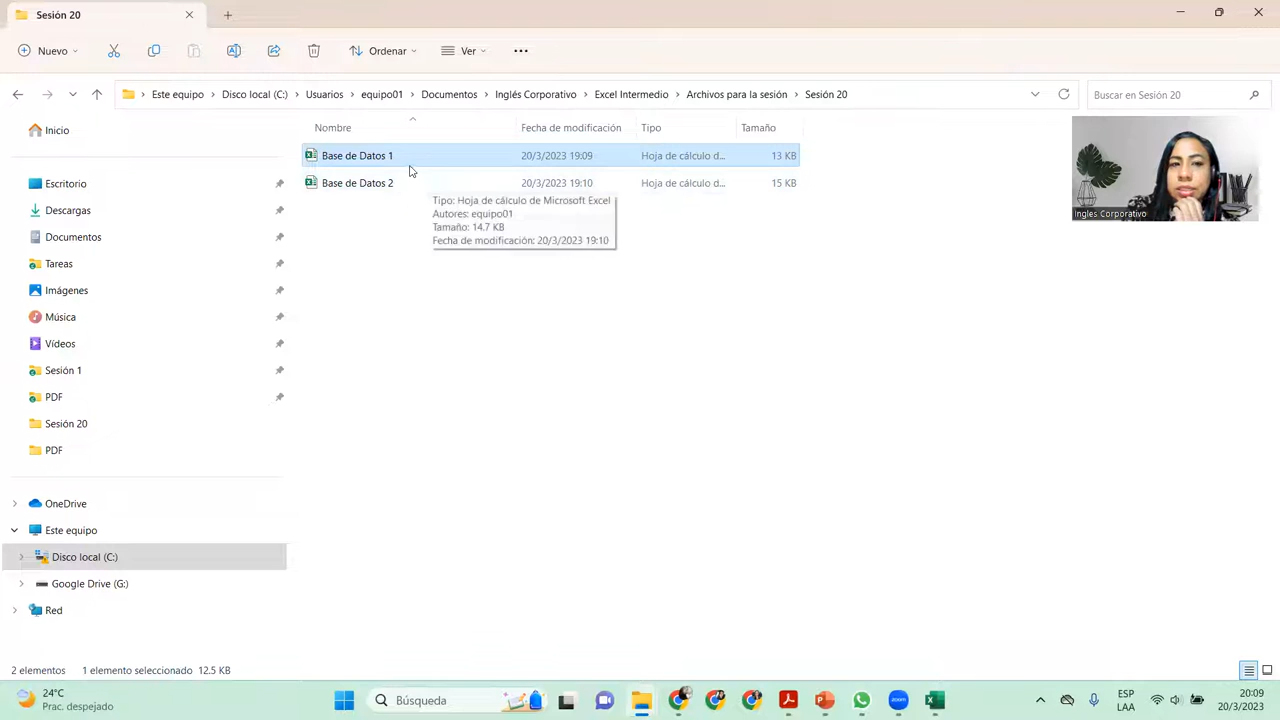 Sesión 20
Nuevo
Ordenar
Ver
Este equipo
Disco local (C:)
Usuarios
equipo01
Documentos
Inglés Corporativo
Excel Intermedio
Archivos para la sesión
Sesión 20
Buscar en Sesión 20
Nombre
Fecha de modificación
Tipo
Tamaño
Base de Datos 1
20/3/2023 19:09
Hoja de cálculo d...
13 KB
Base de Datos 2
20/3/2023 19:10
Hoja de cálculo d...
15 KB
Tipo: Hoja de cálculo de Microsoft Excel
Autores: equipo01
Tamaño: 14.7 KB
Fecha de modificación: 20/3/2023 19:10
Ingles Corporativo
Inicio
Escritorio
Descargas
Documentos
Tareas
Imágenes
Música
Vídeos
Sesión 1
PDF
Sesión 20
PDF
OneDrive
Este equipo
Disco local (C:)
Google Drive (G:)
Red
2 elementos
1 elemento seleccionado 12.5 KB
24°C
Prac. despejado
Búsqueda
zoom
ESP
LAA
20:09
20/3/2023